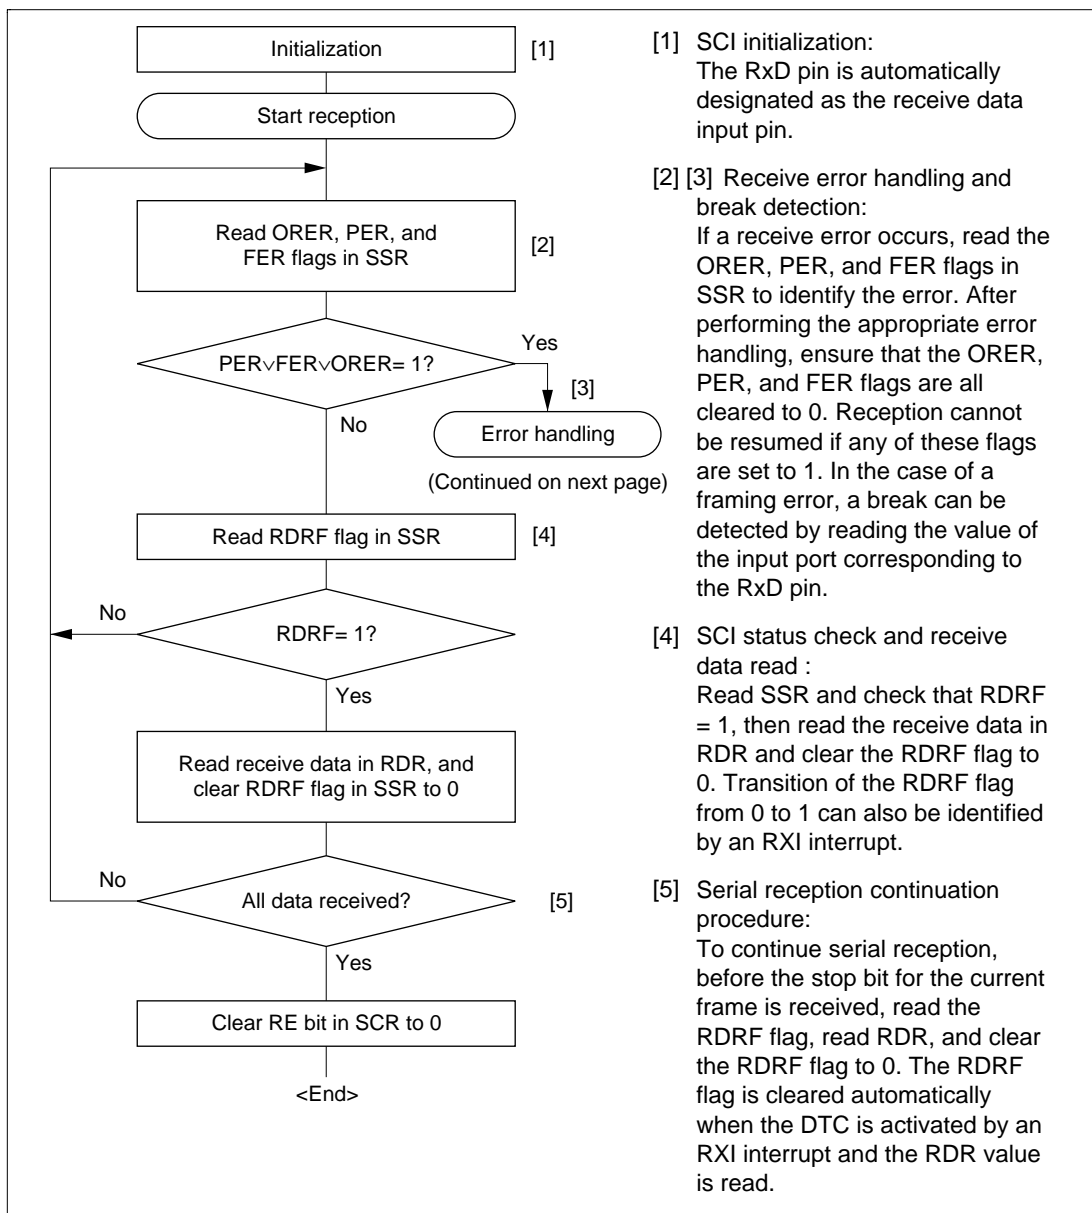 Initialization
[1]
Start reception
Read ORER, PER, and
FER flags in SSR
[2]
PER∨FER∨ORER= 1?
Yes
[3]
No
Error handling
(Continued on next page)
Read RDRF flag in SSR
[4]
No
RDRF= 1?
Yes
Read receive data in RDR, and
clear RDRF flag in SSR to 0
No
All data received?
[5]
Yes
Clear RE bit in SCR to 0
<End>
[1] SCI initialization:
The RxD pin is automatically
designated as the receive data
input pin.
[2] [3] Receive error handling and
break detection:
If a receive error occurs, read the
ORER, PER, and FER flags in
SSR to identify the error. After
performing the appropriate error
handling, ensure that the ORER,
PER, and FER flags are all
cleared to 0. Reception cannot
be resumed if any of these flags
are set to 1. In the case of a
framing error, a break can be
detected by reading the value of
the input port corresponding to
the RxD pin.
[4] SCI status check and receive
data read :
Read SSR and check that RDRF
= 1, then read the receive data in
RDR and clear the RDRF flag to
0. Transition of the RDRF flag
from 0 to 1 can also be identified
by an RXI interrupt.
[5] Serial reception continuation
procedure:
To continue serial reception,
before the stop bit for the current
frame is received, read the
RDRF flag, read RDR, and clear
the RDRF flag to 0. The RDRF
flag is cleared automatically
when the DTC is activated by an
RXI interrupt and the RDR value
is read.